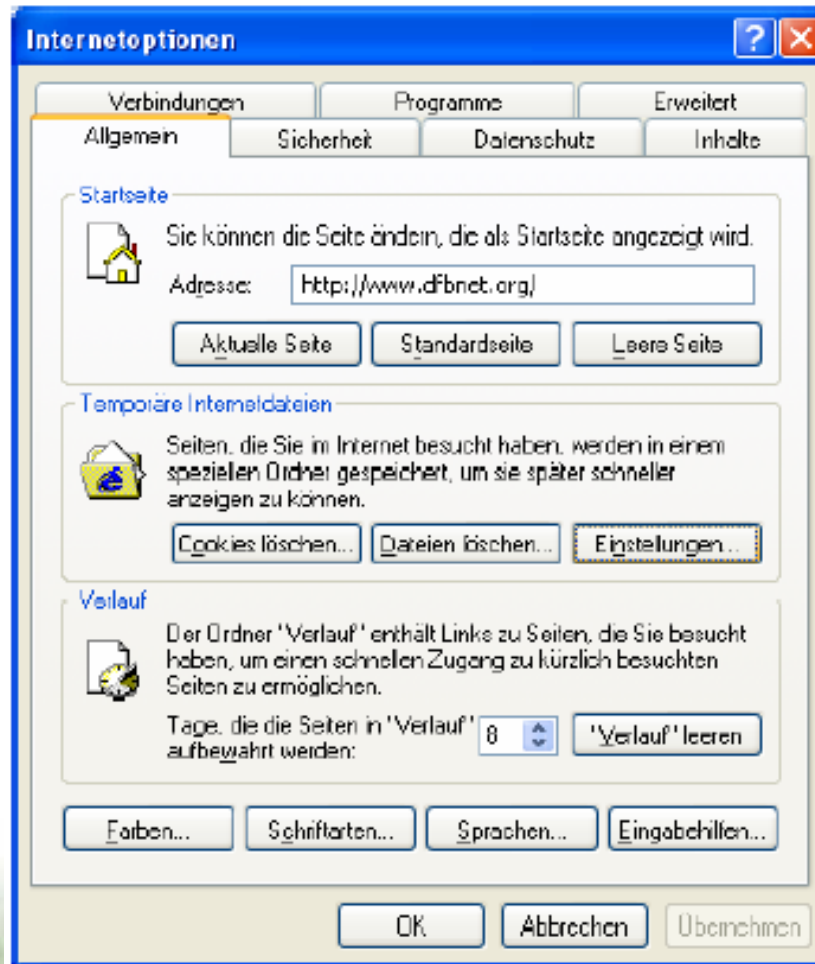 Internetoptionen
Verbindungen Programme Erweitert
Allgemein Sicherheit Datenschutz Inhalte
Startseite
Sie können die Seite ändern, die als Startseite angezeigt wird.
Adresse: http://www.dfbnet.org/
Aktuelle Seite Standardseite Leere Seite
Temporäre Internetdateien
Seiten, die Sie im Internet besucht haben, werden in einem
speziellen Ordner gespeichert, um sie später schneller
anzeigen zu können.
Cookies löschen... Dateien löschen... Einstellungen...
Verlauf
Der Ordner "Verlauf" enthält Links zu Seiten, die Sie besucht
haben, um einen schnellen Zugang zu kürzlich besuchten
Seiten zu ermöglichen.
Tage, die die Seiten in "Verlauf" 8 "Verlauf" leeren
aufbewahrt werden:
Farben... Schriftarten... Sprachen... Eingabehilfen...
OK Abbrechen Übernehmen